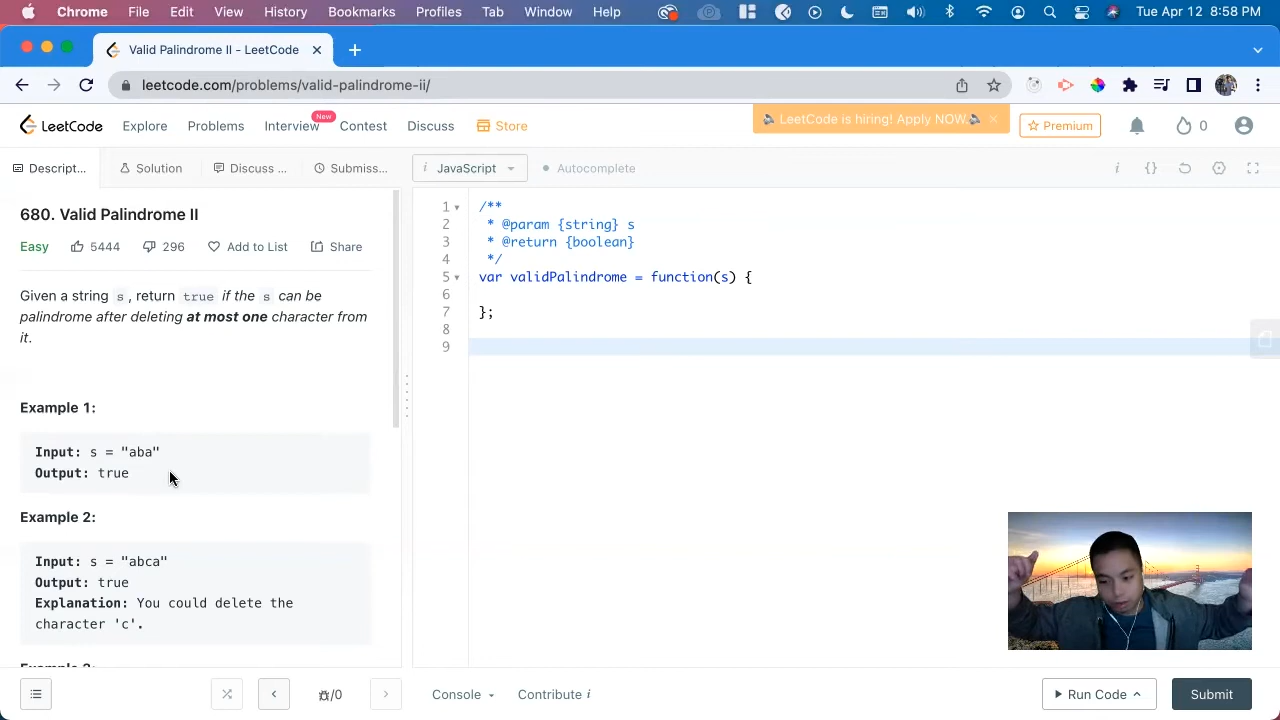 Chrome File Edit View History Bookmarks Profiles Tab Window Help Tue Apr 12 8:58 PM
Valid Palindrome II - LeetCode
leetcode.com/problems/valid-palindrome-ii/
LeetCode Explore Problems Interview New Contest Discuss Store LeetCode is hiring! Apply NOW Premium 0
Descript... Solution Discuss ... Submiss... i JavaScript Autocomplete i {}
680. Valid Palindrome II
Easy 5444 296 Add to List Share
Given a string s, return true if the s can be
palindrome after deleting at most one character from
it.
Example 1:
Input: s = "aba"
Output: true
Example 2:
Input: s = "abca"
Output: true
Explanation: You could delete the
character 'c'.
1 /**
2 * @param {string} s
3 * @return {boolean}
4 */
5 var validPalindrome = function(s) {
6
7 };
8
9
/0 Console Contribute i Run Code Submit